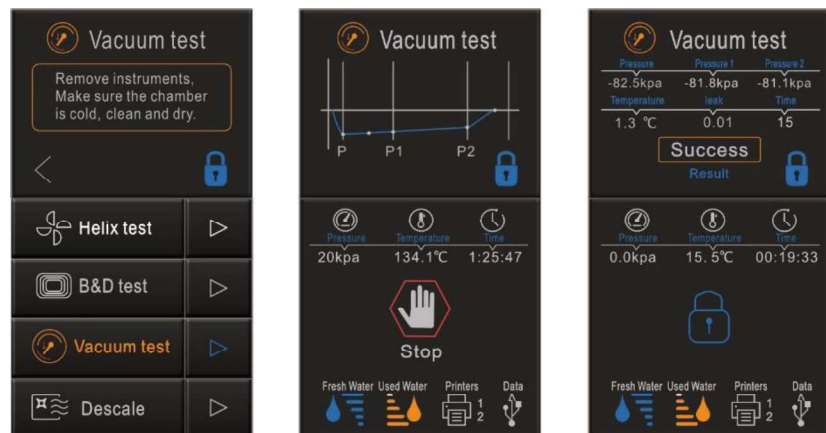 Vacuum test
Remove instruments,
Make sure the chamber
is cold, clean and dry.
Helix test
B&D test
Vacuum test
Descale
Vacuum test
P P1 P2
Pressure Temperature Time
20kpa 134.1℃ 1:25:47
Stop
Fresh Water Used Water Printers Data
1
2
Vacuum test
Pressure Pressure 1 Pressure 2
-82.5kpa -81.8kpa -81.1kpa
Temperature leak Time
1.3 ℃ 0.01 15
Success
Result
Pressure Temperature Time
0.0kpa 15.5℃ 00:19:33
Fresh Water Used Water Printers Data
1
2